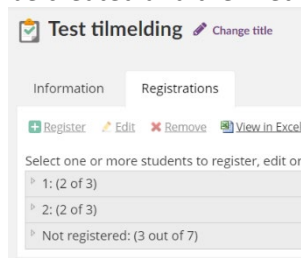 Test tilmelding Change title
Information Registrations
Register Edit Remove View in Excel
Select one or more students to register, edit or
1: (2 of 3)
2: (2 of 3)
Not registered: (3 out of 7)